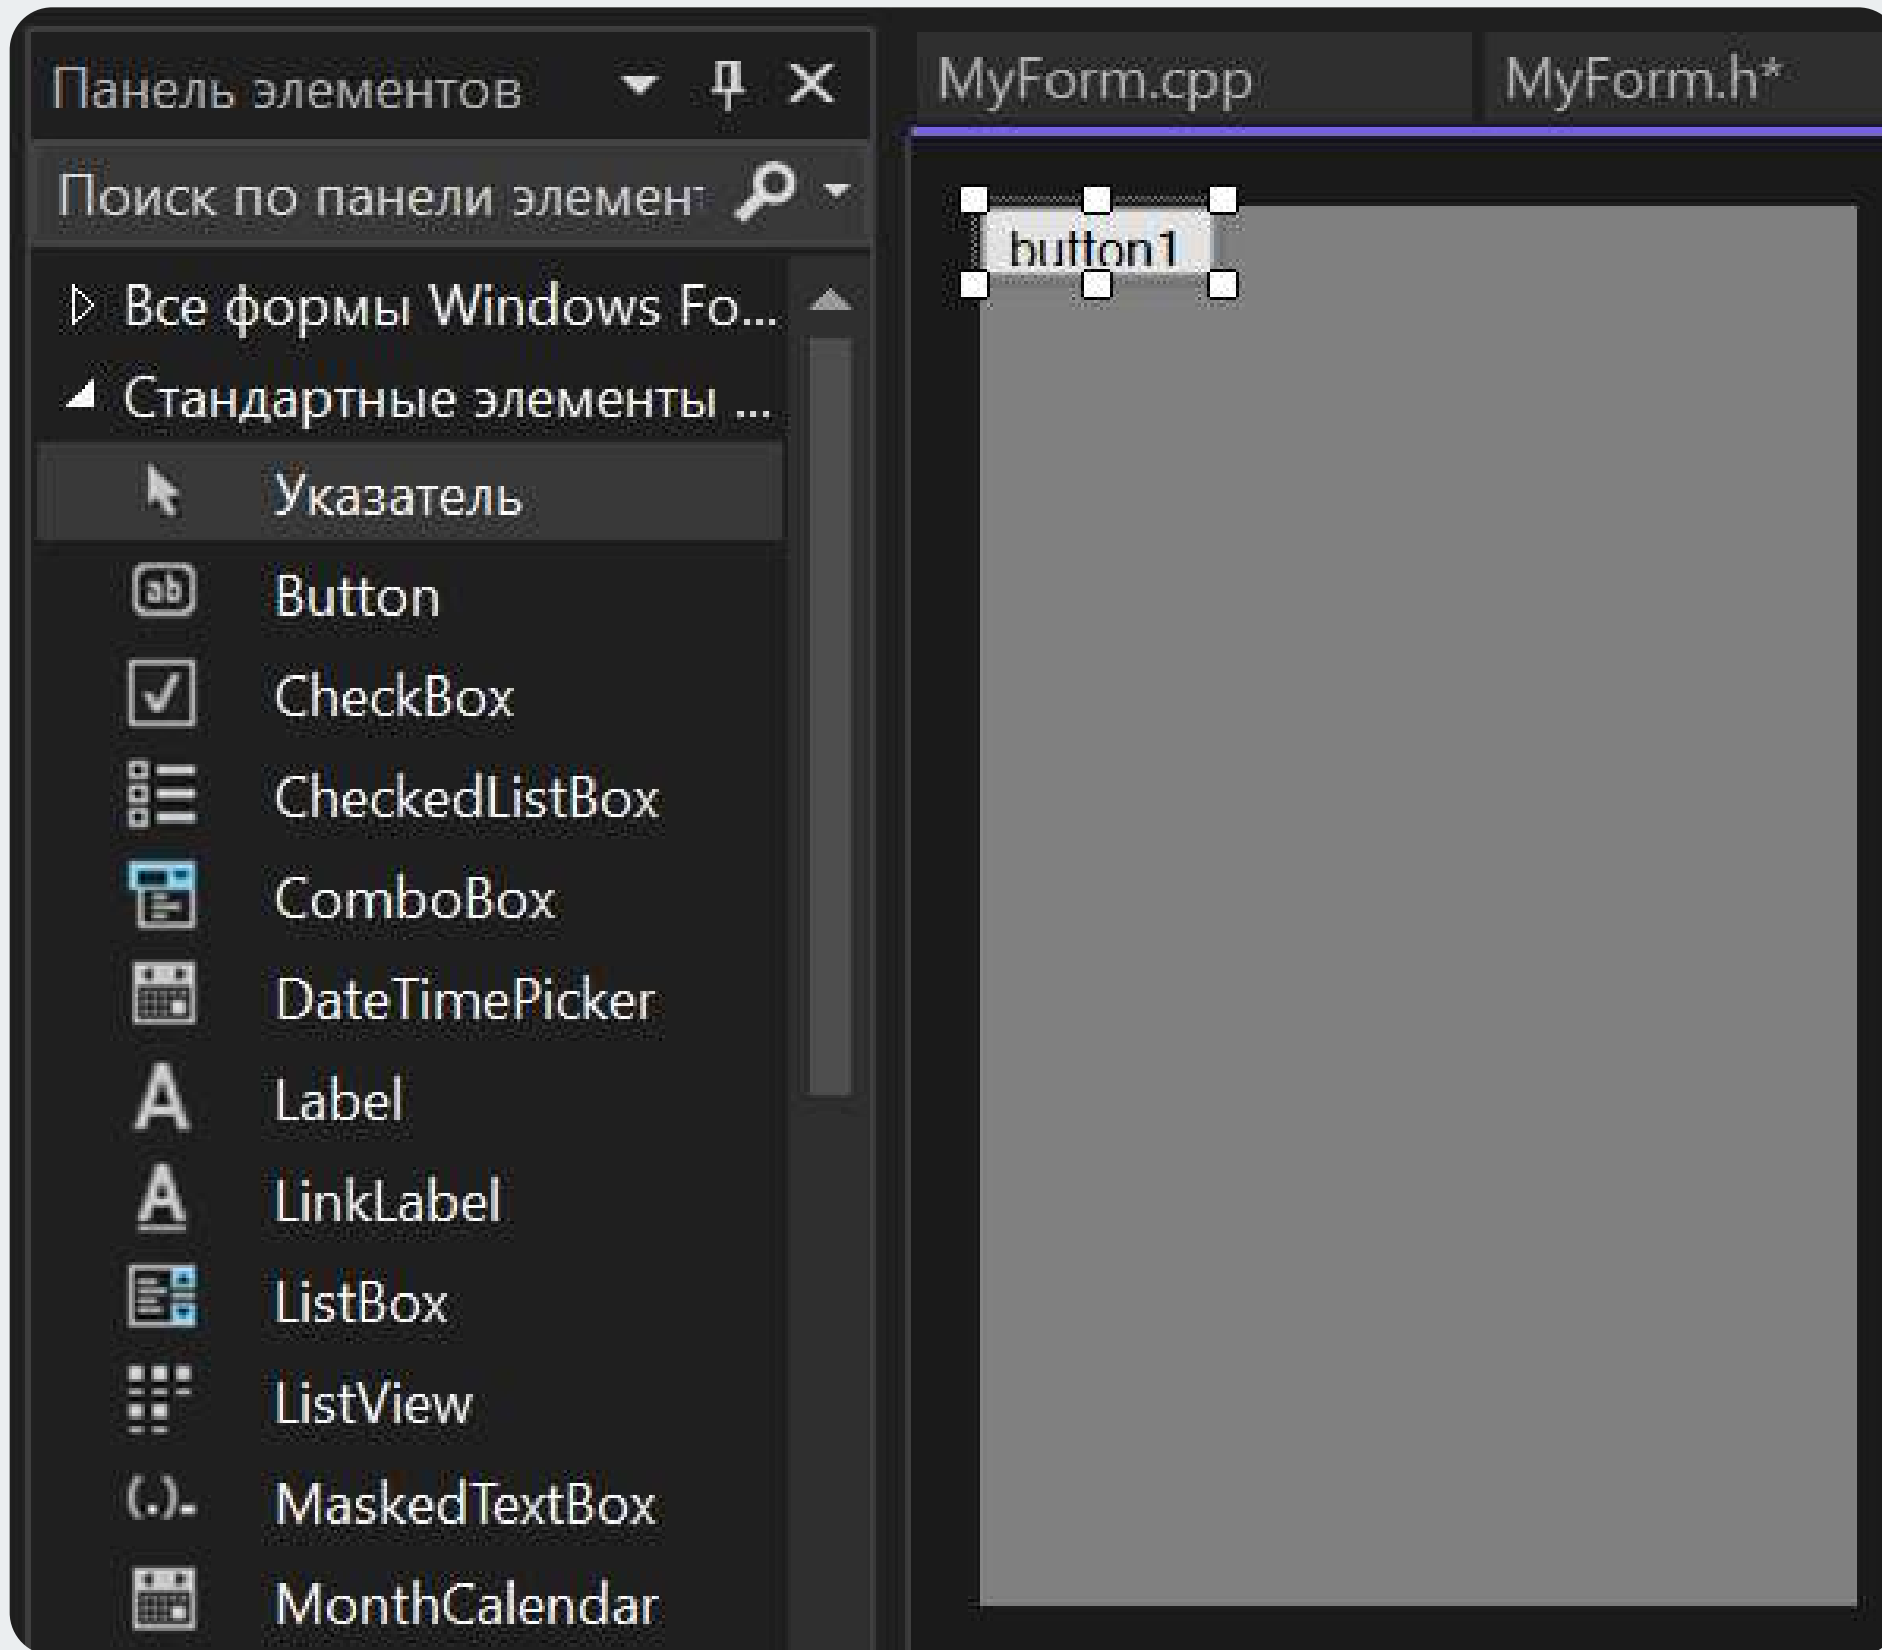 Панель элементов
MyForm.cpp
MyForm.h*
Поиск по панели элемент
Все формы Windows Fo...
Стандартные элементы ...
Указатель
Button
CheckBox
CheckedListBox
ComboBox
DateTimePicker
Label
LinkLabel
ListBox
ListView
MaskedTextBox
MonthCalendar
button1